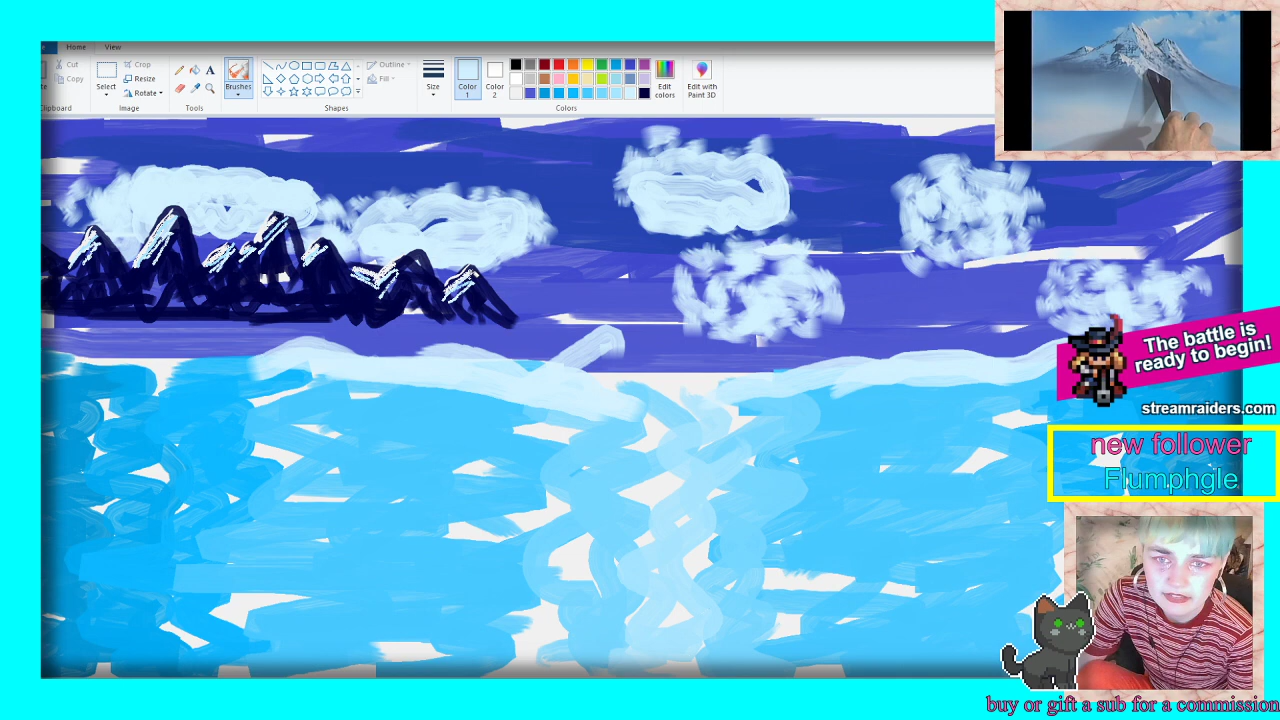 Home View
Cut
Copy
Crop
Resize
Rotate
Select
Brushes
Outline
Fill
Size
Color
1
Color
2
Edit
colors
Edit with
Paint 3D
lipboard
Image
Tools
Shapes
Colors
The battle is
ready to begin!
streamraiders.com
new follower
Flumphgle
buy or gift a sub for a commission